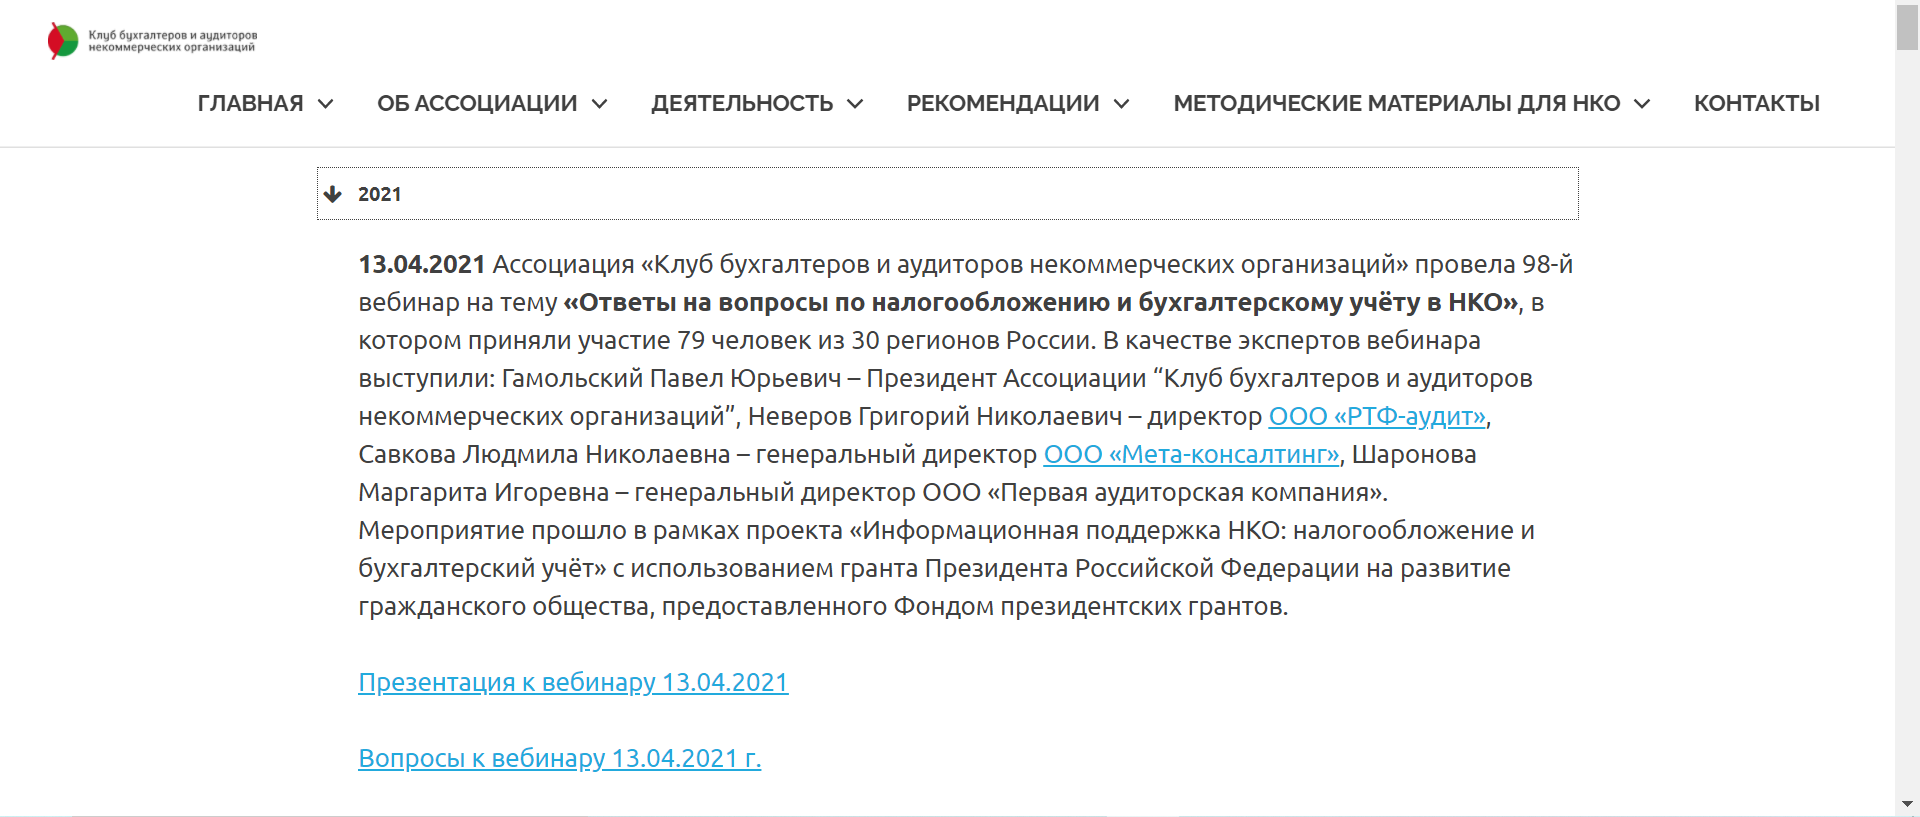 Клуб бухгалтеров и аудиторов
некоммерческих организаций
ГЛАВНАЯ ОБ АССОЦИАЦИИ ДЕЯТЕЛЬНОСТЬ РЕКОМЕНДАЦИИ МЕТОДИЧЕСКИЕ МАТЕРИАЛЫ ДЛЯ НКО КОНТАКТЫ
2021
13.04.2021 Ассоциация «Клуб бухгалтеров и аудиторов некоммерческих организаций» провела 98-й
вебинар на тему «Ответы на вопросы по налогообложению и бухгалтерскому учёту в НКО», в
котором приняли участие 79 человек из 30 регионов России. В качестве экспертов вебинара
выступили: Гамольский Павел Юрьевич – Президент Ассоциации “Клуб бухгалтеров и аудиторов
некоммерческих организаций”, Неверов Григорий Николаевич – директор ООО «РТФ-аудит»,
Савкова Людмила Николаевна – генеральный директор ООО «Мета-консалтинг», Шаронова
Маргарита Игоревна – генеральный директор ООО «Первая аудиторская компания».
Мероприятие прошло в рамках проекта «Информационная поддержка НКО: налогообложение и
бухгалтерский учёт» с использованием гранта Президента Российской Федерации на развитие
гражданского общества, предоставленного Фондом президентских грантов.
Презентация к вебинару 13.04.2021
Вопросы к вебинару 13.04.2021 г.